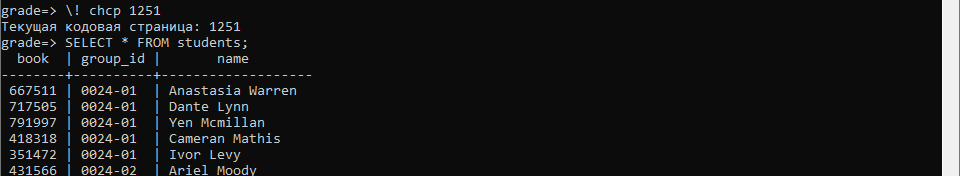 grade=> \! chcp 1251
Текущая кодовая страница: 1251
grade=> SELECT * FROM students;
  book  | group_id |       name
--------+----------+-------------------
 667511 | 0024-01  | Anastasia Warren
 717505 | 0024-01  | Dante Lynn
 791997 | 0024-01  | Yen Mcmillan
 418318 | 0024-01  | Cameran Mathis
 351472 | 0024-01  | Ivor Levy
 431566 | 0024-02  | Ariel Moody